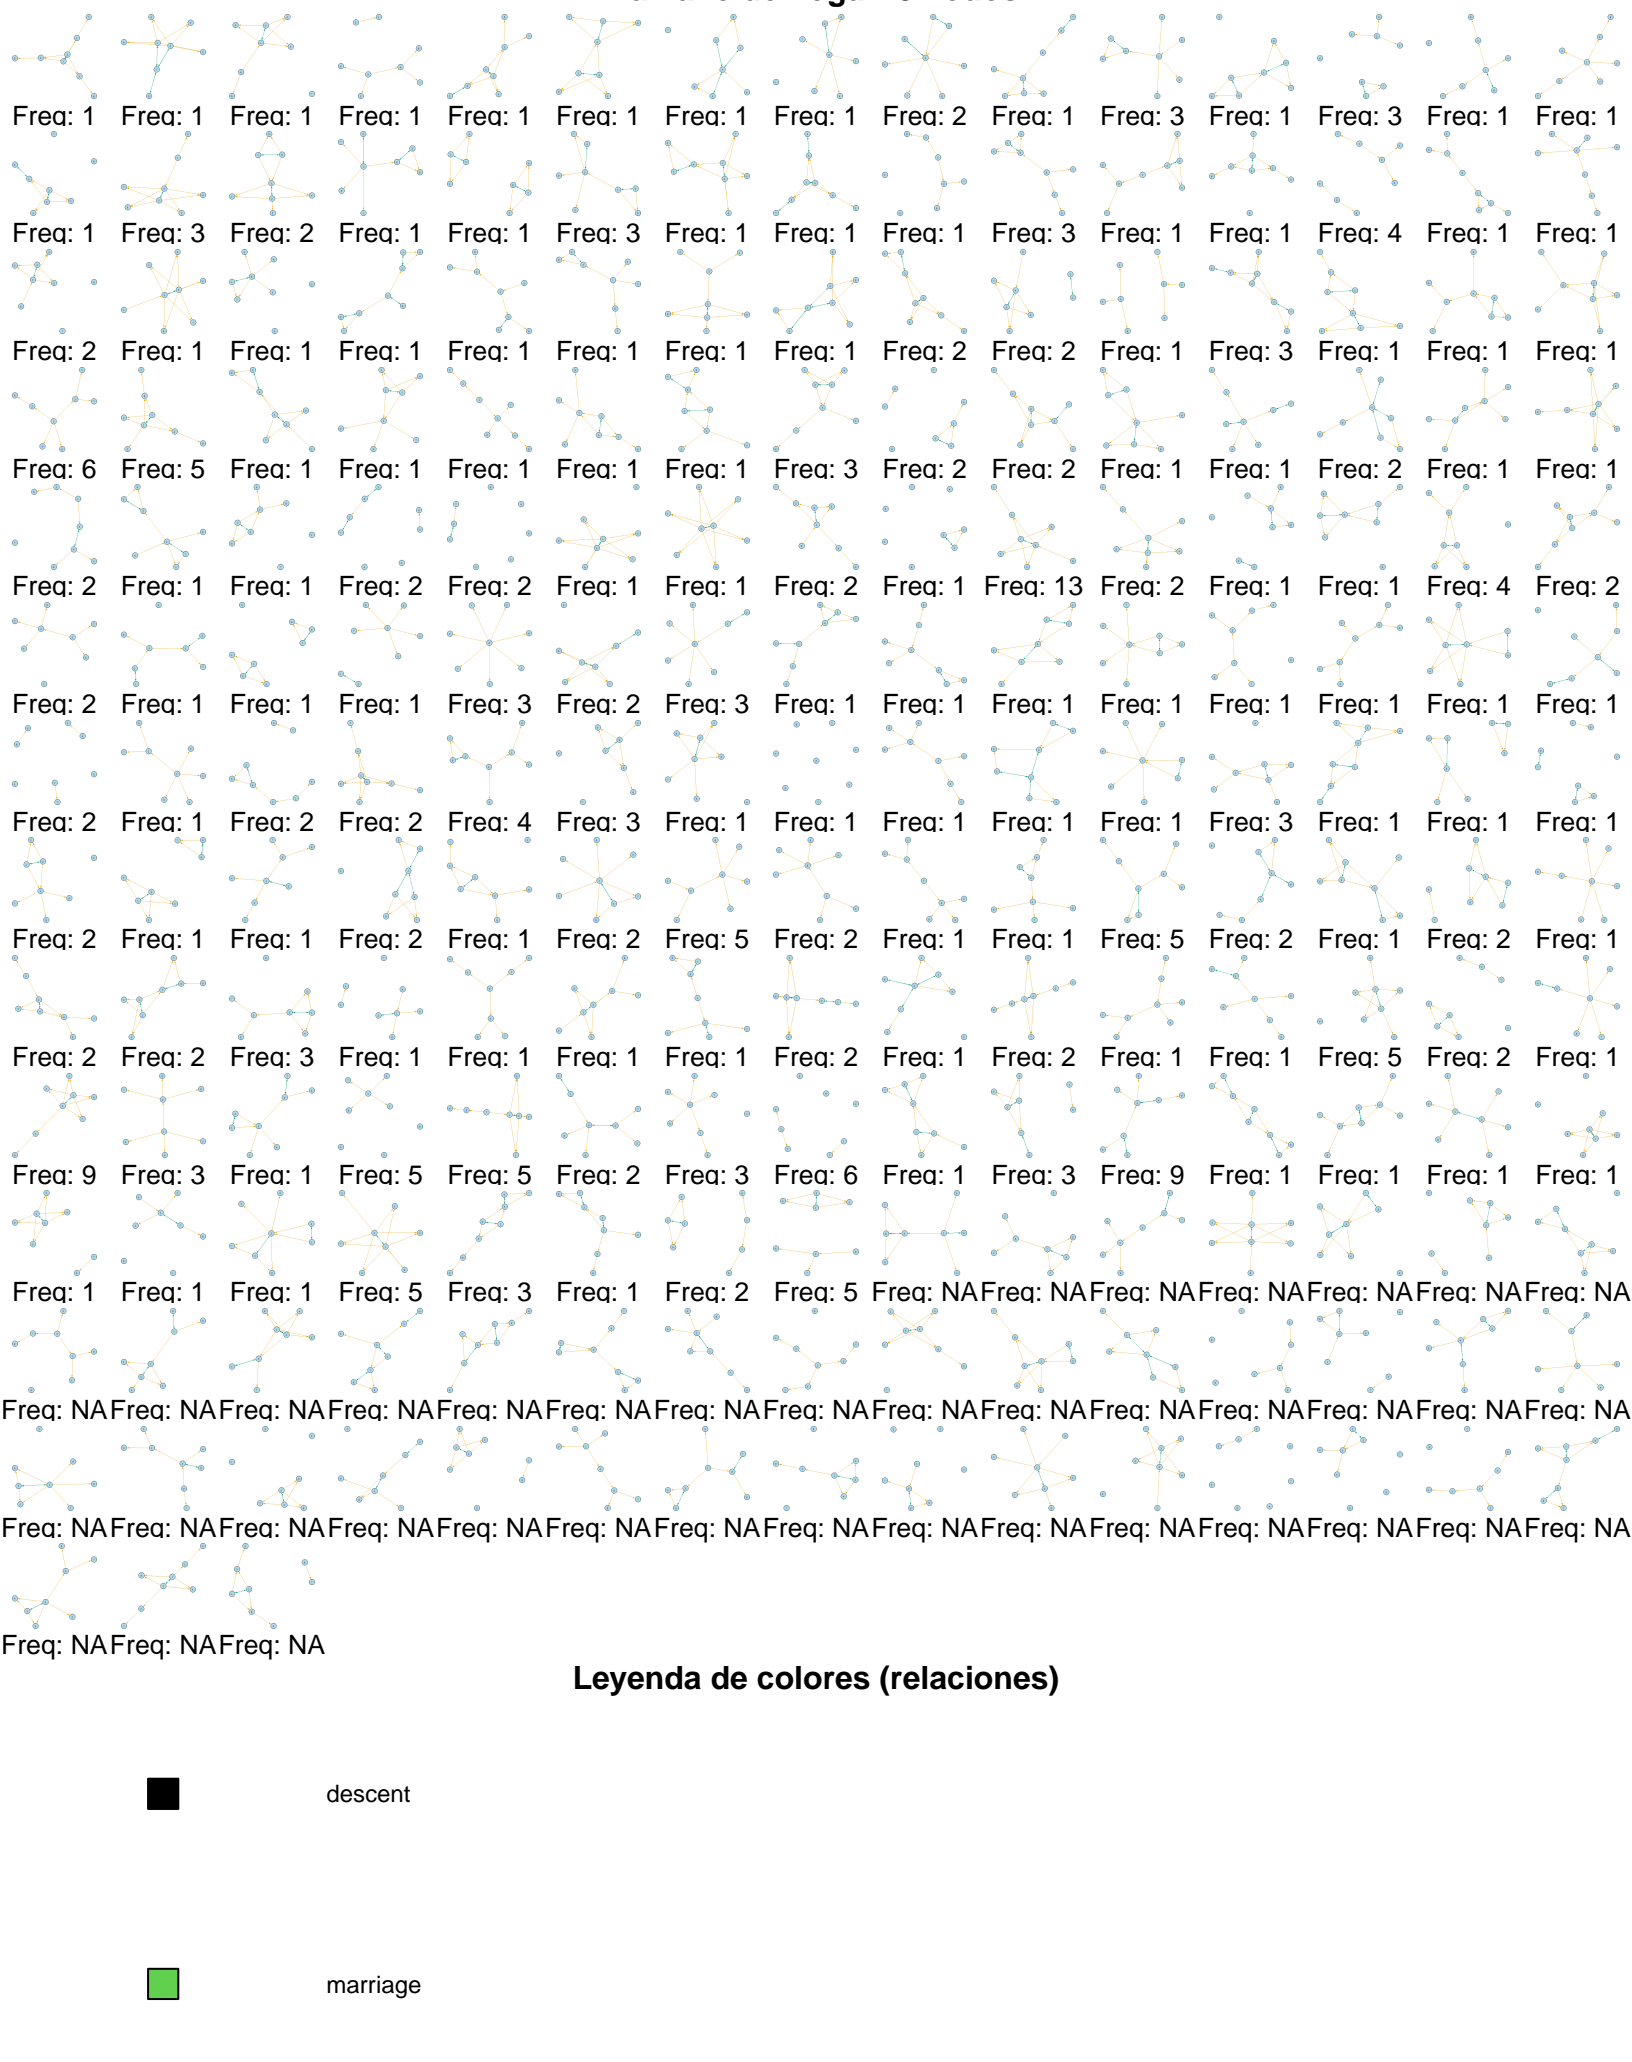 Freq: 1 Freq: 1 Freq: 1 Freq: 1 Freq: 1 Freq: 1 Freq: 1 Freq: 1 Freq: 2 Freq: 1 Freq: 3 Freq: 1 Freq: 3 Freq: 1 Freq: 1
Freq: 1 Freq: 3 Freq: 2 Freq: 1 Freq: 1 Freq: 3 Freq: 1 Freq: 1 Freq: 1 Freq: 3 Freq: 1 Freq: 1 Freq: 4 Freq: 1 Freq: 1
Freq: 2 Freq: 1 Freq: 1 Freq: 1 Freq: 1 Freq: 1 Freq: 1 Freq: 1 Freq: 2 Freq: 2 Freq: 1 Freq: 3 Freq: 1 Freq: 1 Freq: 1
Freq: 6 Freq: 5 Freq: 1 Freq: 1 Freq: 1 Freq: 1 Freq: 1 Freq: 3 Freq: 2 Freq: 2 Freq: 1 Freq: 1 Freq: 2 Freq: 1 Freq: 1
Freq: 2 Freq: 1 Freq: 1 Freq: 2 Freq: 2 Freq: 1 Freq: 1 Freq: 2 Freq: 1 Freq: 13 Freq: 2 Freq: 1 Freq: 1 Freq: 4 Freq: 2
Freq: 2 Freq: 1 Freq: 1 Freq: 1 Freq: 3 Freq: 2 Freq: 3 Freq: 1 Freq: 1 Freq: 1 Freq: 1 Freq: 1 Freq: 1 Freq: 1 Freq: 1
Freq: 2 Freq: 1 Freq: 2 Freq: 2 Freq: 4 Freq: 3 Freq: 1 Freq: 1 Freq: 1 Freq: 1 Freq: 1 Freq: 3 Freq: 1 Freq: 1 Freq: 1
Freq: 2 Freq: 1 Freq: 1 Freq: 2 Freq: 1 Freq: 2 Freq: 5 Freq: 2 Freq: 1 Freq: 1 Freq: 5 Freq: 2 Freq: 1 Freq: 2 Freq: 1
Freq: 2 Freq: 2 Freq: 3 Freq: 1 Freq: 1 Freq: 1 Freq: 1 Freq: 2 Freq: 1 Freq: 2 Freq: 1 Freq: 1 Freq: 5 Freq: 2 Freq: 1
Freq: 9 Freq: 3 Freq: 1 Freq: 5 Freq: 5 Freq: 2 Freq: 3 Freq: 6 Freq: 1 Freq: 3 Freq: 9 Freq: 1 Freq: 1 Freq: 1 Freq: 1
Freq: 1 Freq: 1 Freq: 1 Freq: 5 Freq: 3 Freq: 1 Freq: 2 Freq: 5 Freq: NA Freq: NA Freq: NA Freq: NA Freq: NA Freq: NA Freq: NA
Freq: NA Freq: NA Freq: NA Freq: NA Freq: NA Freq: NA Freq: NA Freq: NA Freq: NA Freq: NA Freq: NA Freq: NA Freq: NA Freq: NA Freq: NA
Freq: NA Freq: NA Freq: NA Freq: NA Freq: NA Freq: NA Freq: NA Freq: NA Freq: NA Freq: NA Freq: NA Freq: NA Freq: NA Freq: NA Freq: NA
Freq: NA Freq: NA Freq: NA
Leyenda de colores (relaciones)
descent
marriage